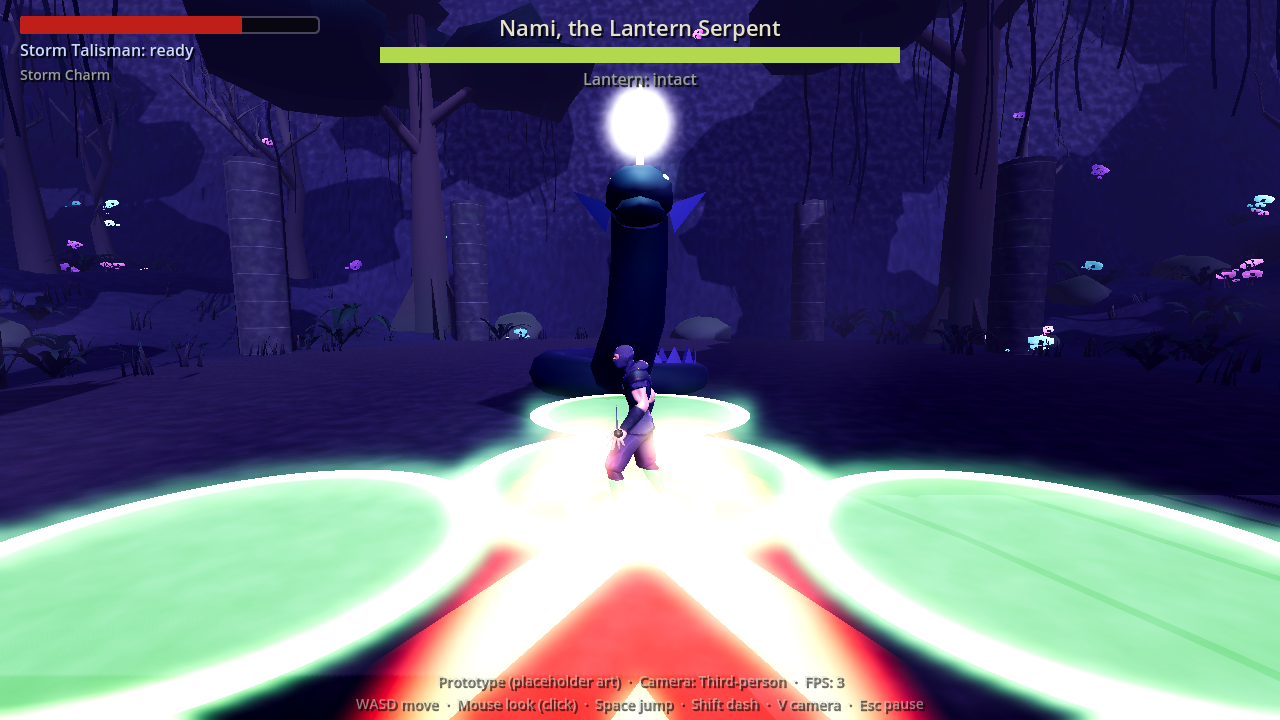 Nami, the Lantern Serpent
Storm Talisman: ready
Storm Charm
Lantern: intact
Prototype (placeholder art) · Camera: Third-person · FPS: 3
WASD move · Mouse look (click) · Space jump · Shift dash · V camera · Esc pause